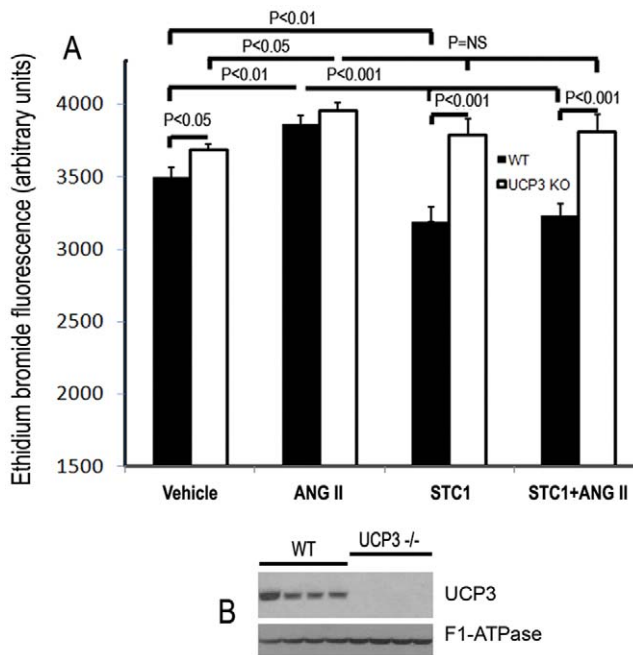 P<0.01
A
P<0.05
P=NS
P<0.01
P<0.001
Ethidium bromide fluorescence (arbitrary units)
4000
3500
3000
2500
2000
1500
P<0.05
P<0.001
P<0.001
WT
UCP3 KO
Vehicle
ANG II
STC1
STC1+ANG II
WT
UCP3 -/-
B
UCP3
F1-ATPase